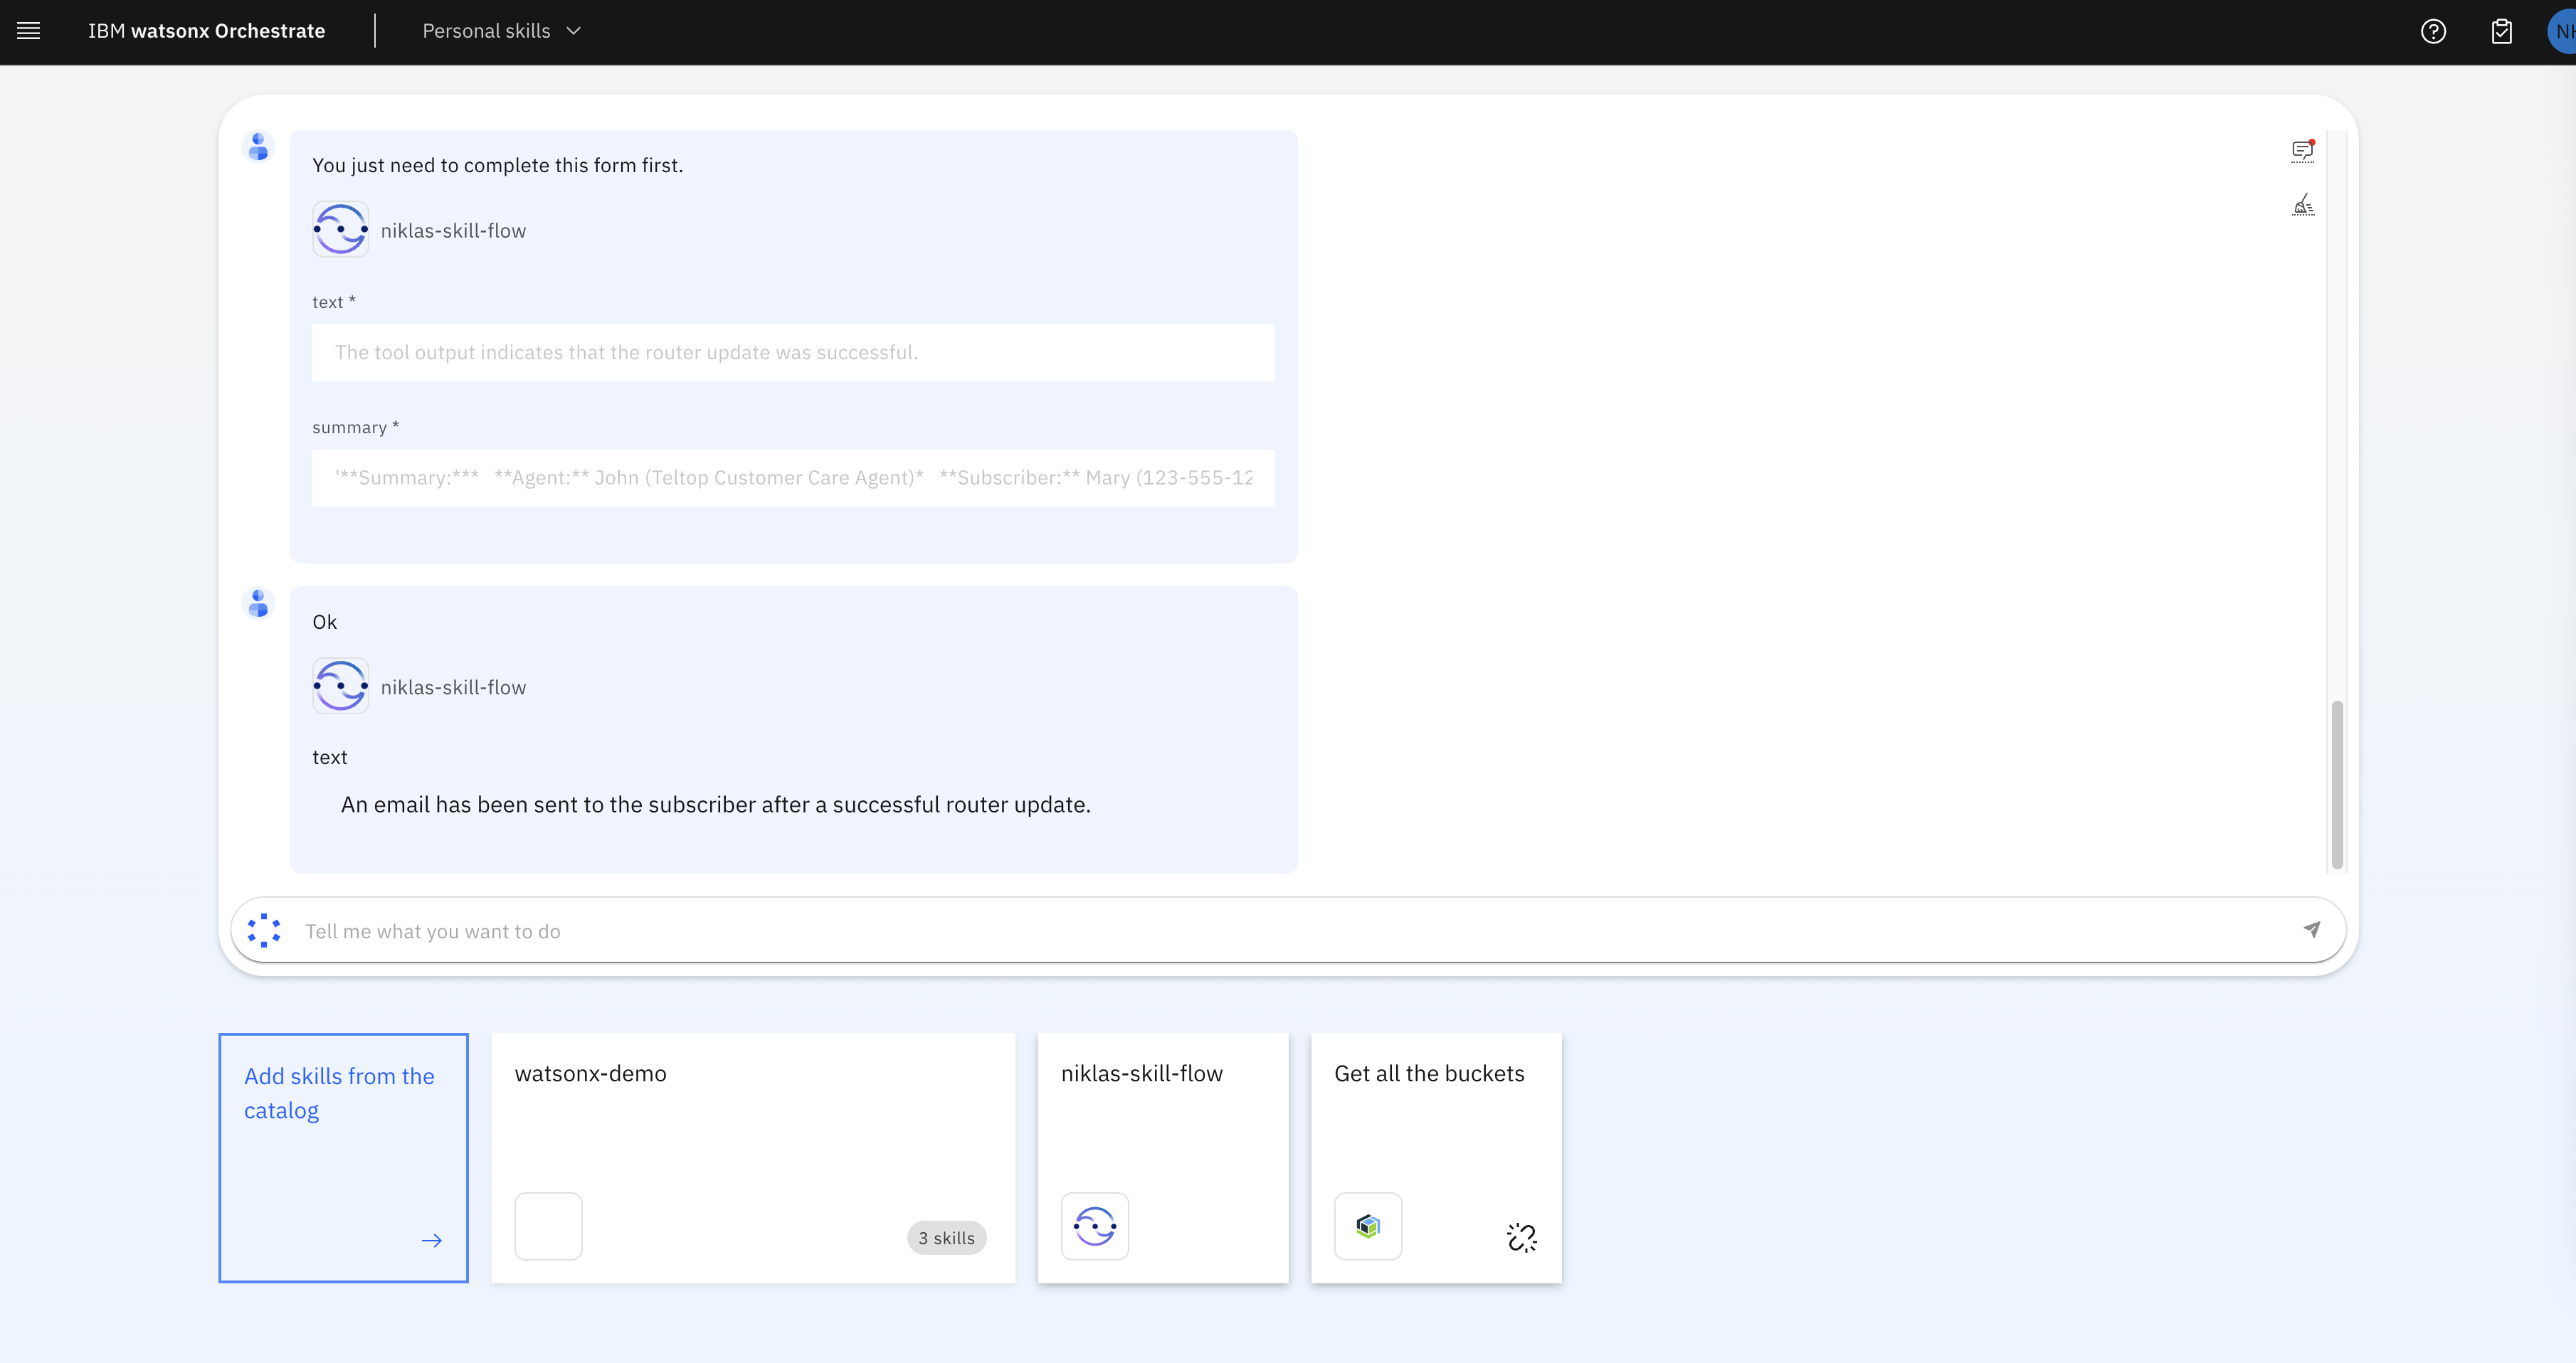 IBM watsonx Orchestrate
Personal skills
You just need to complete this form first.
niklas-skill-flow
text *
The tool output indicates that the router update was successful.
summary *
'**Summary:*** **Agent:** John (Teltop Customer Care Agent)* **Subscriber:** Mary (123-555-12
Ok
niklas-skill-flow
text
An email has been sent to the subscriber after a successful router update.
Tell me what you want to do
Add skills from the
catalog
watsonx-demo
3 skills
niklas-skill-flow
Get all the buckets